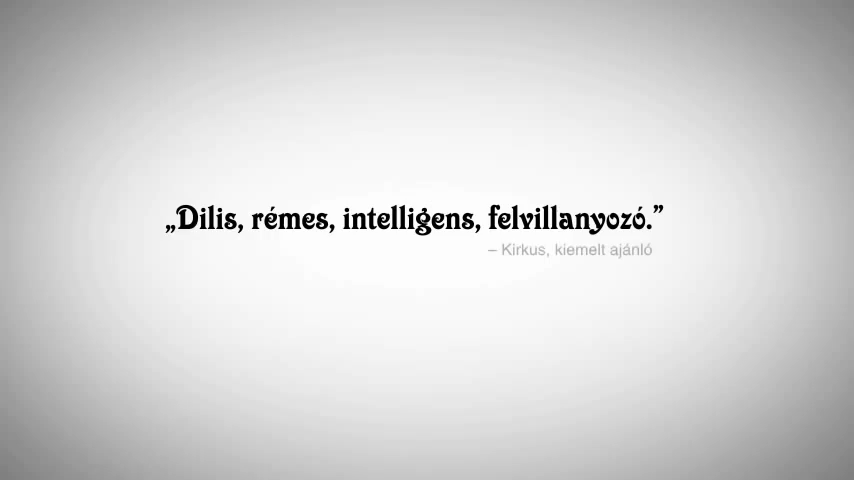 „Dilis, rémes, intelligens, felvillanyozó.”
– Kirkus, kiemelt ajánló